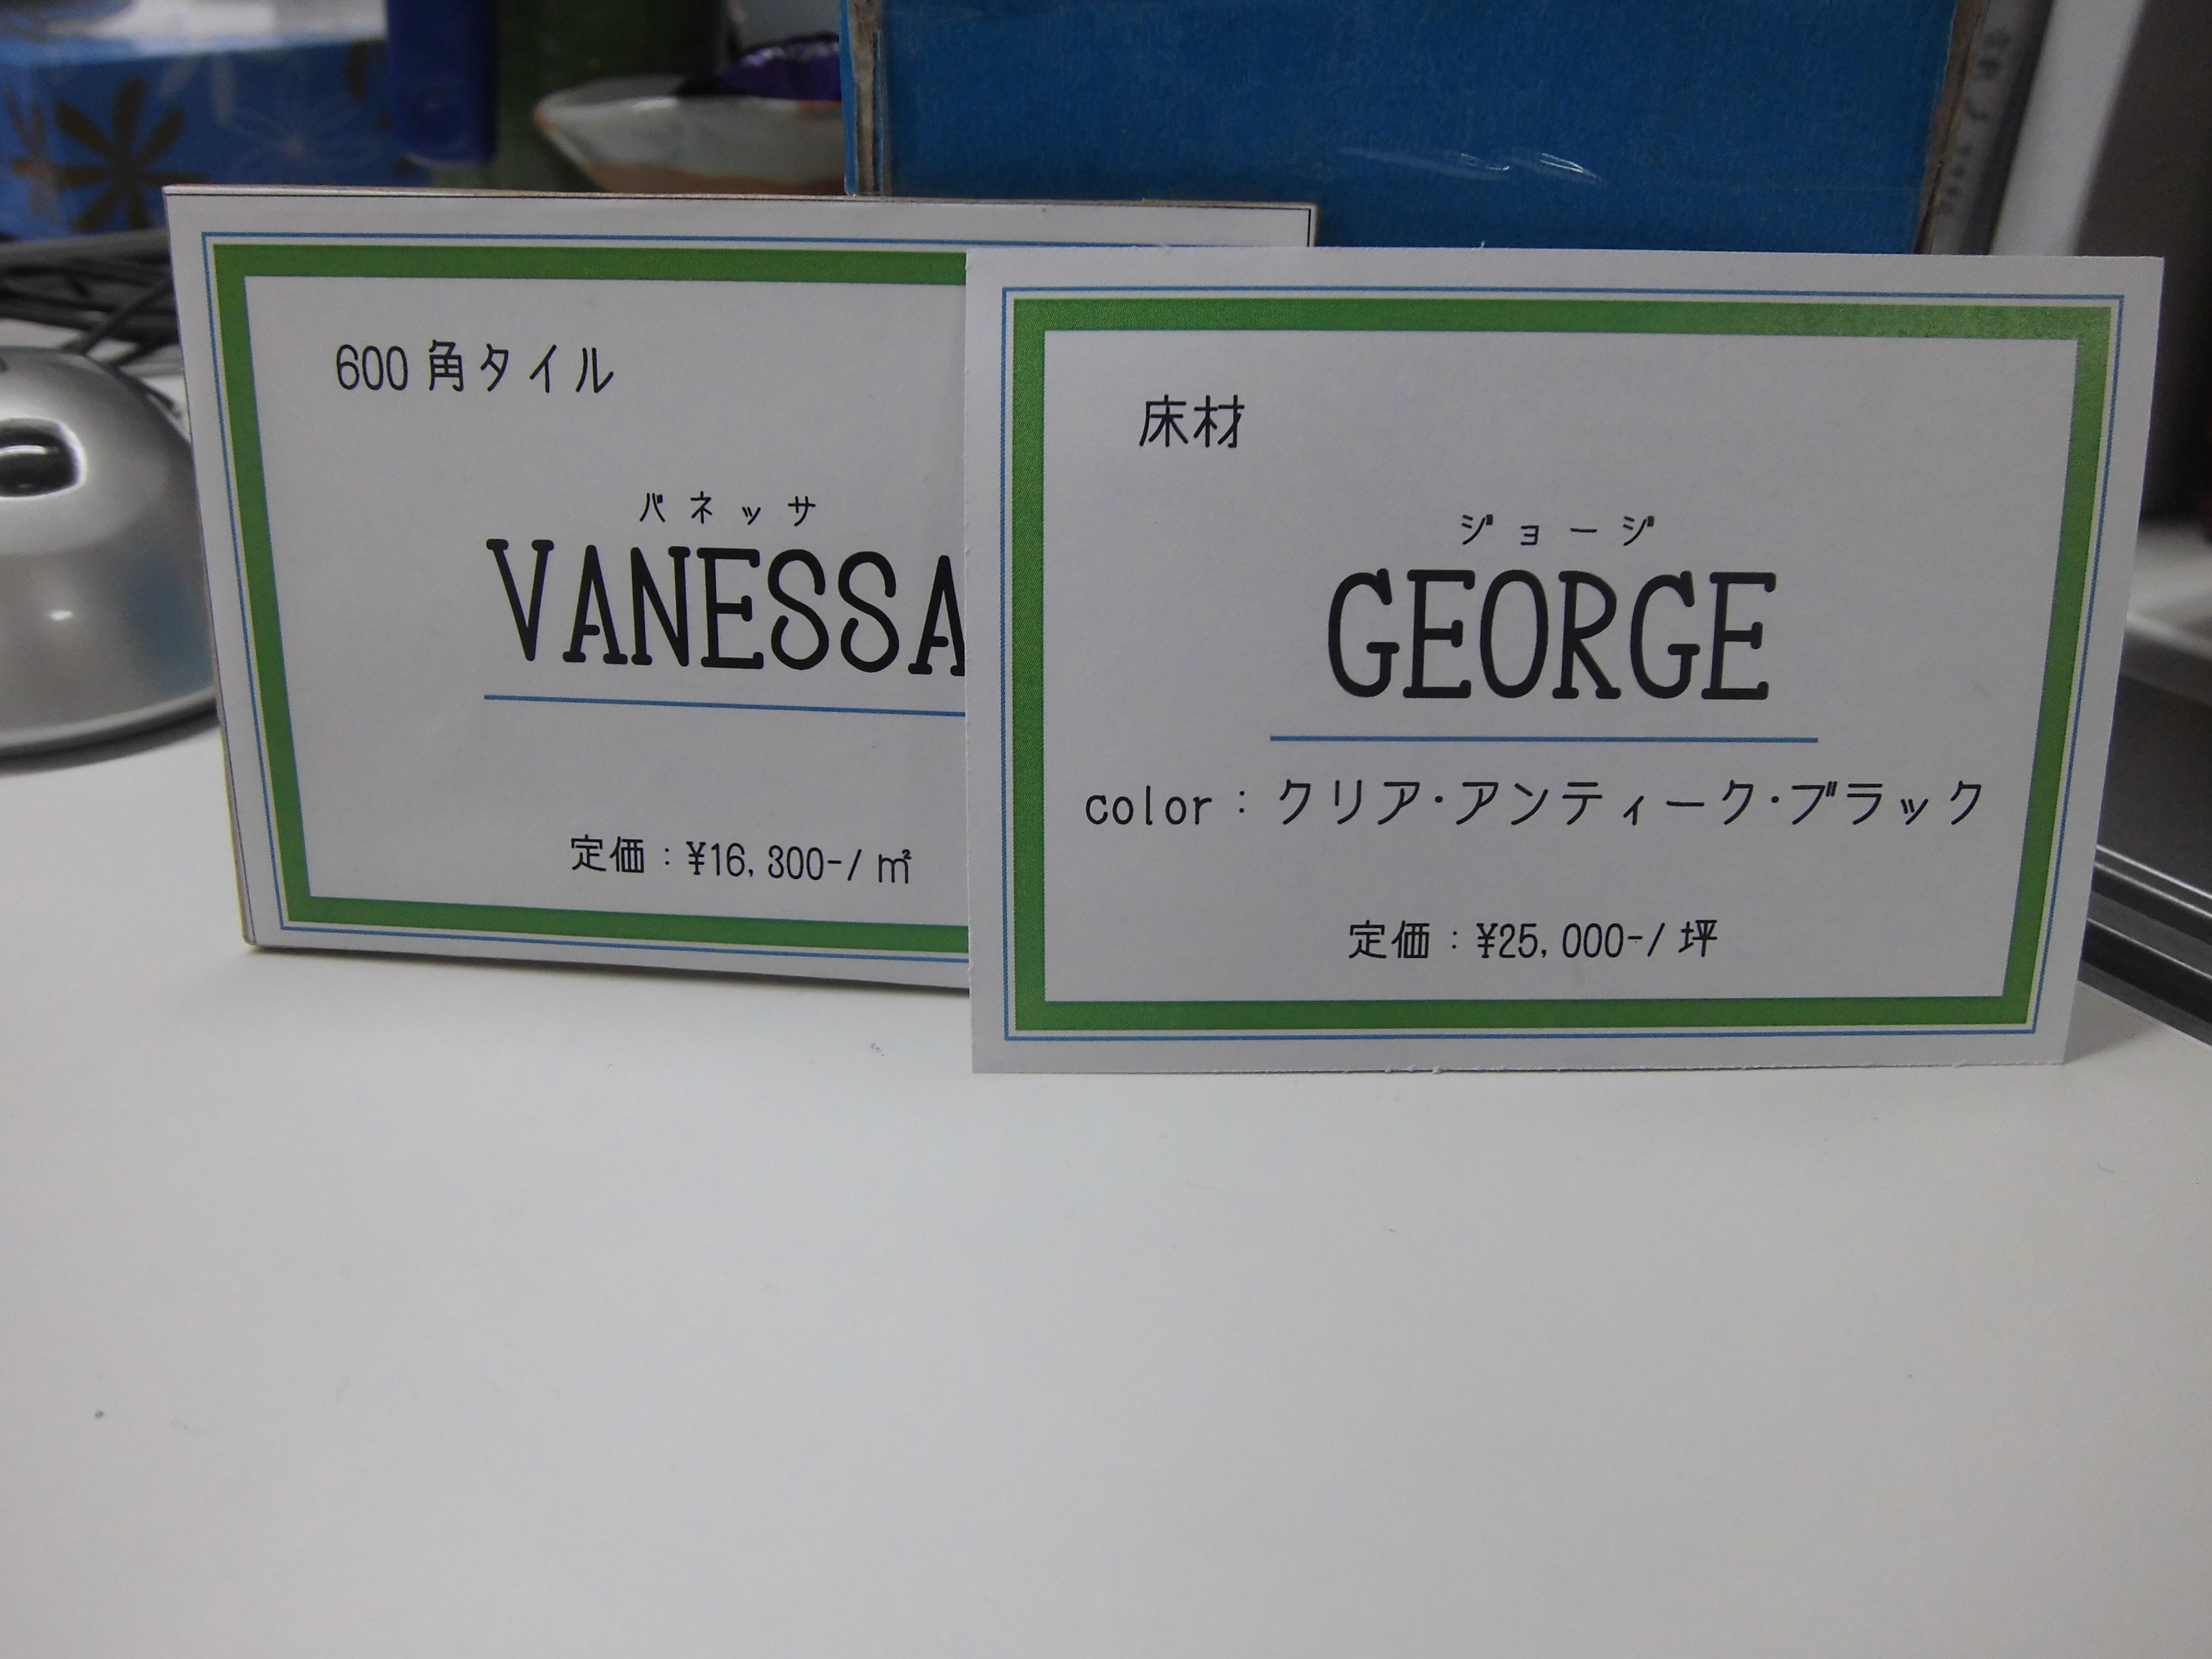 600角タイル
バネッサ
VANESSA
定価：¥16,300-/㎡
床材
ジョージ
GEORGE
color：クリア・アンティーク・ブラック
定価：¥25,000-/坪